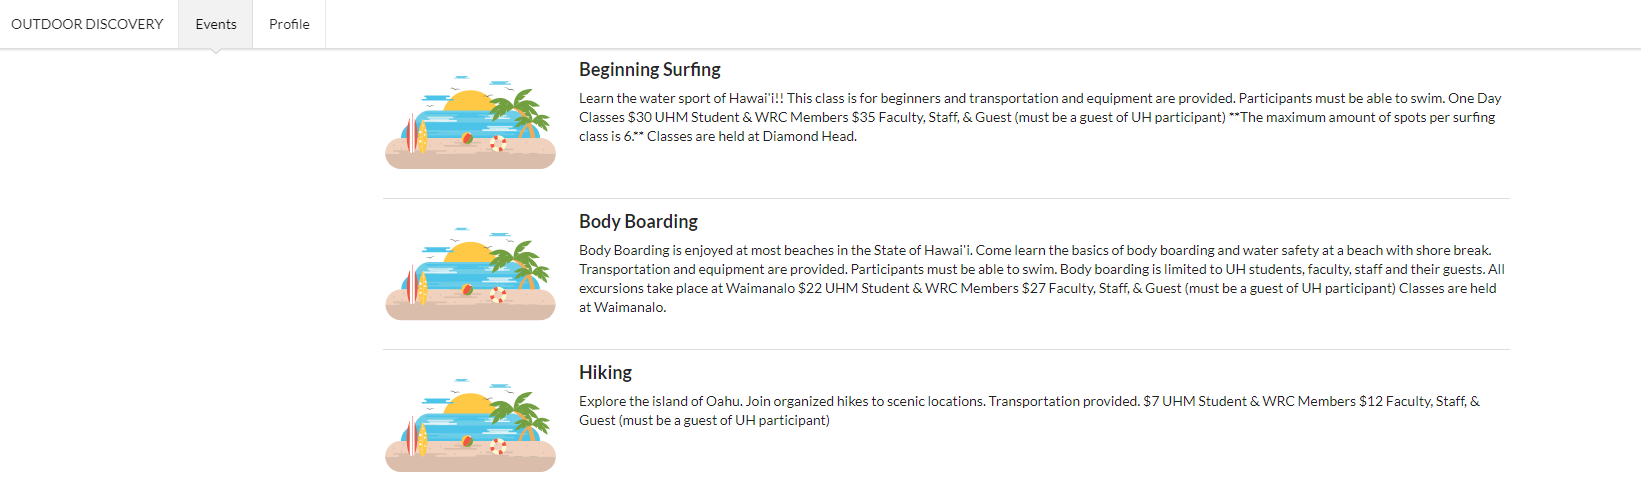 OUTDOOR DISCOVERY Events Profile
Beginning Surfing
Learn the water sport of Hawai'i!! This class is for beginners and transportation and equipment are provided. Participants must be able to swim. One Day
Classes $30 UHM Student & WRC Members $35 Faculty, Staff, & Guest (must be a guest of UH participant) **The maximum amount of spots per surfing
class is 6.** Classes are held at Diamond Head.
Body Boarding
Body Boarding is enjoyed at most beaches in the State of Hawai'i. Come learn the basics of body boarding and water safety at a beach with shore break.
Transportation and equipment are provided. Participants must be able to swim. Body boarding is limited to UH students, faculty, staff and their guests. All
excursions take place at Waimanalo $22 UHM Student & WRC Members $27 Faculty, Staff, & Guest (must be a guest of UH participant) Classes are held
at Waimanalo.
Hiking
Explore the island of Oahu. Join organized hikes to scenic locations. Transportation provided. $7 UHM Student & WRC Members $12 Faculty, Staff, &
Guest (must be a guest of UH participant)